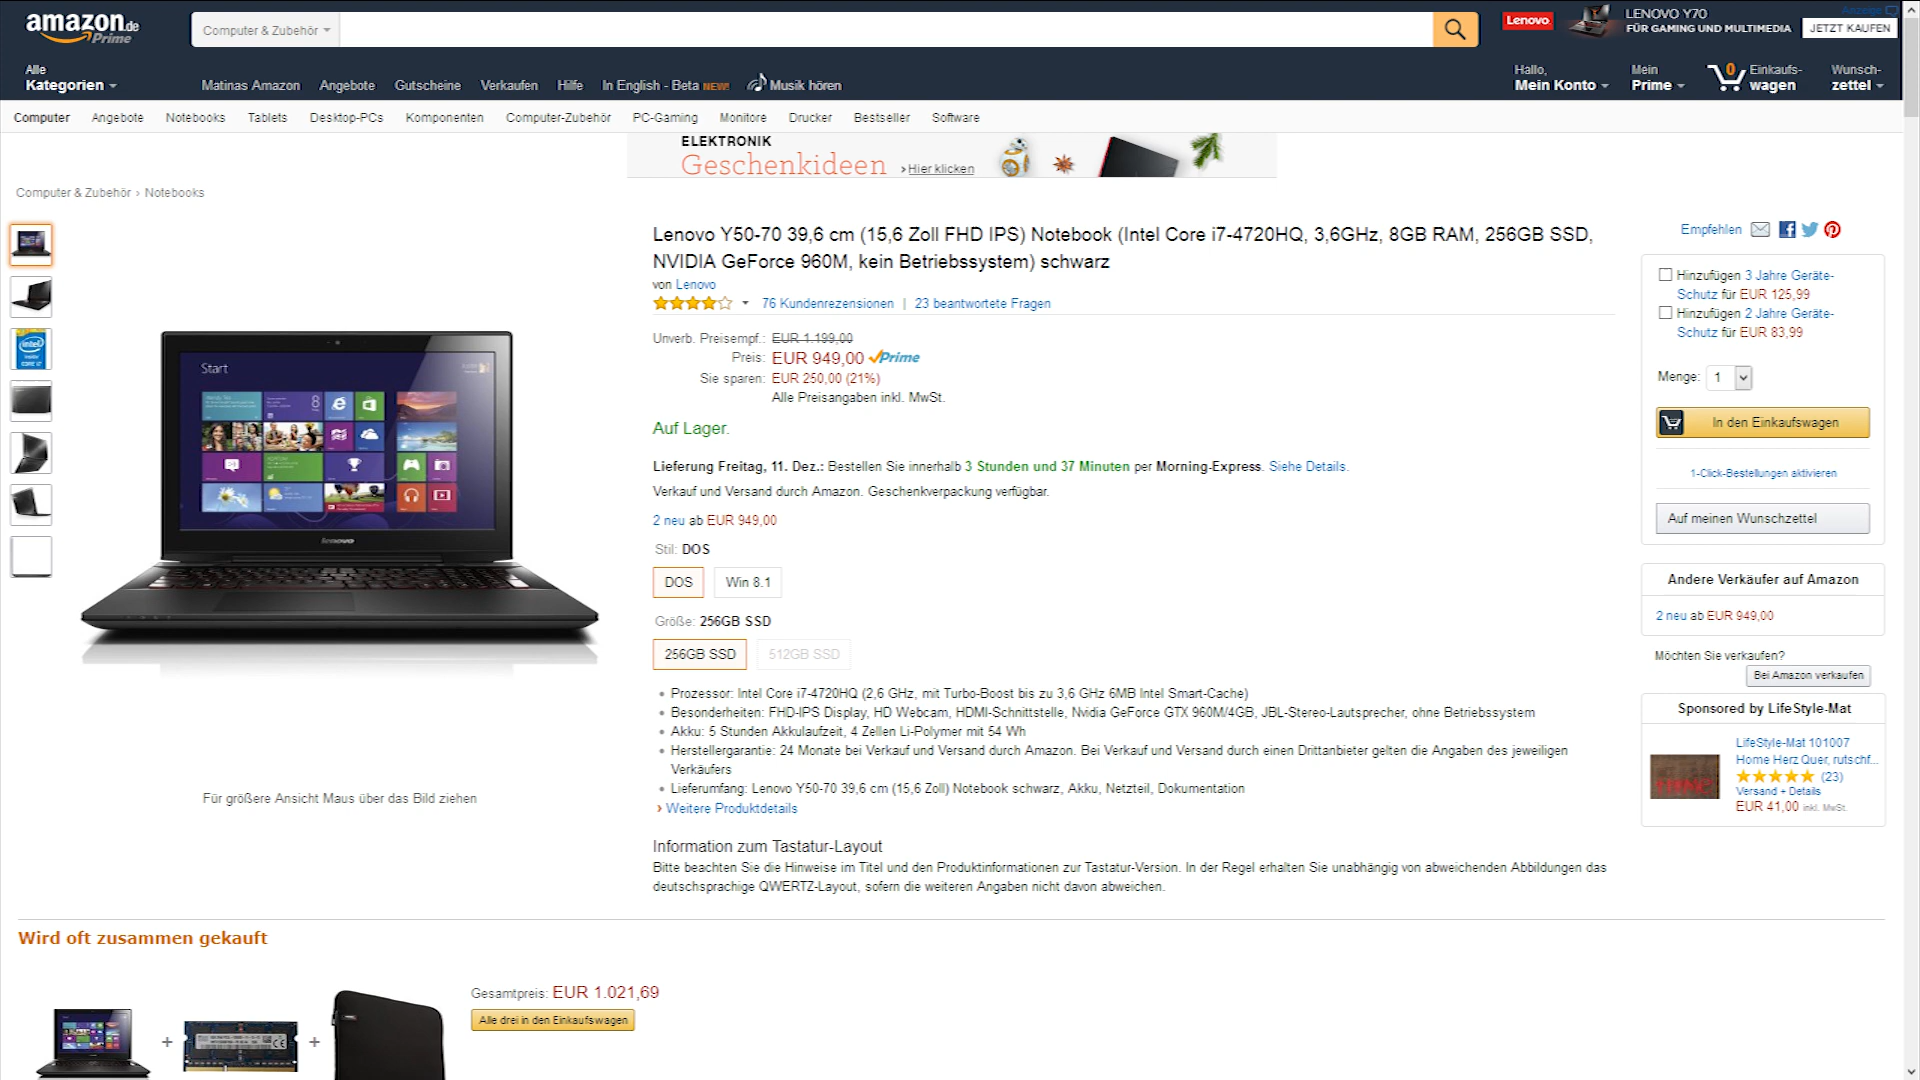 amazon.de
Prime
Computer & Zubehör
Lenovo
LENOVO Y70
FÜR GAMING UND MULTIMEDIA
Anzeige
JETZT KAUFEN
Alle
Kategorien
Matinas Amazon
Angebote
Gutscheine
Verkaufen
Hilfe
In English - Beta NEW!
Musik hören
Hallo,
Mein Konto
Mein
Prime
0
Einkaufs-
wagen
Wunsch-
zettel
Computer
Angebote
Notebooks
Tablets
Desktop-PCs
Komponenten
Computer-Zubehör
PC-Gaming
Monitore
Drucker
Bestseller
Software
ELEKTRONIK
Geschenkideen
› Hier klicken
Computer & Zubehör › Notebooks
Lenovo Y50-70 39,6 cm (15,6 Zoll FHD IPS) Notebook (Intel Core i7-4720HQ, 3,6GHz, 8GB RAM, 256GB SSD,
NVIDIA GeForce 960M, kein Betriebssystem) schwarz
von Lenovo
76 Kundenrezensionen | 23 beantwortete Fragen
Unverb. Preisempf.: EUR 1.199,00
Preis: EUR 949,00 Prime
Sie sparen: EUR 250,00 (21%)
Alle Preisangaben inkl. MwSt.
Auf Lager.
Lieferung Freitag, 11. Dez.: Bestellen Sie innerhalb 3 Stunden und 37 Minuten per Morning-Express. Siehe Details.
Verkauf und Versand durch Amazon. Geschenkverpackung verfügbar.
2 neu ab EUR 949,00
Stil: DOS
DOS
Win 8.1
Größe: 256GB SSD
256GB SSD
512GB SSD
• Prozessor: Intel Core i7-4720HQ (2,6 GHz, mit Turbo-Boost bis zu 3,6 GHz 6MB Intel Smart-Cache)
• Besonderheiten: FHD-IPS Display, HD Webcam, HDMI-Schnittstelle, Nvidia GeForce GTX 960M/4GB, JBL-Stereo-Lautsprecher, ohne Betriebssystem
• Akku: 5 Stunden Akkulaufzeit, 4 Zellen Li-Polymer mit 54 Wh
• Herstellergarantie: 24 Monate bei Verkauf und Versand durch Amazon. Bei Verkauf und Versand durch einen Drittanbieter gelten die Angaben des jeweiligen
Verkäufers
• Lieferumfang: Lenovo Y50-70 39,6 cm (15,6 Zoll) Notebook schwarz, Akku, Netzteil, Dokumentation
› Weitere Produktdetails
Information zum Tastatur-Layout
Bitte beachten Sie die Hinweise im Titel und den Produktinformationen zur Tastatur-Version. In der Regel erhalten Sie unabhängig von abweichenden Abbildungen das
deutschsprachige QWERTZ-Layout, sofern die weiteren Angaben nicht davon abweichen.
intel
Start
8
lenovo
Für größere Ansicht Maus über das Bild ziehen
Empfehlen
Hinzufügen 3 Jahre Geräte-
Schutz für EUR 125,99
Hinzufügen 2 Jahre Geräte-
Schutz für EUR 83,99
Menge: 1
In den Einkaufswagen
1-Click-Bestellungen aktivieren
Auf meinen Wunschzettel
Andere Verkäufer auf Amazon
2 neu ab EUR 949,00
Möchten Sie verkaufen?
Bei Amazon verkaufen
Sponsored by LifeStyle-Mat
LifeStyle-Mat 101007
Home Herz Quer, rutschf...
(23)
Versand + Details
EUR 41,00 inkl. MwSt.
Wird oft zusammen gekauft
+
+
Gesamtpreis: EUR 1.021,69
Alle drei in den Einkaufswagen